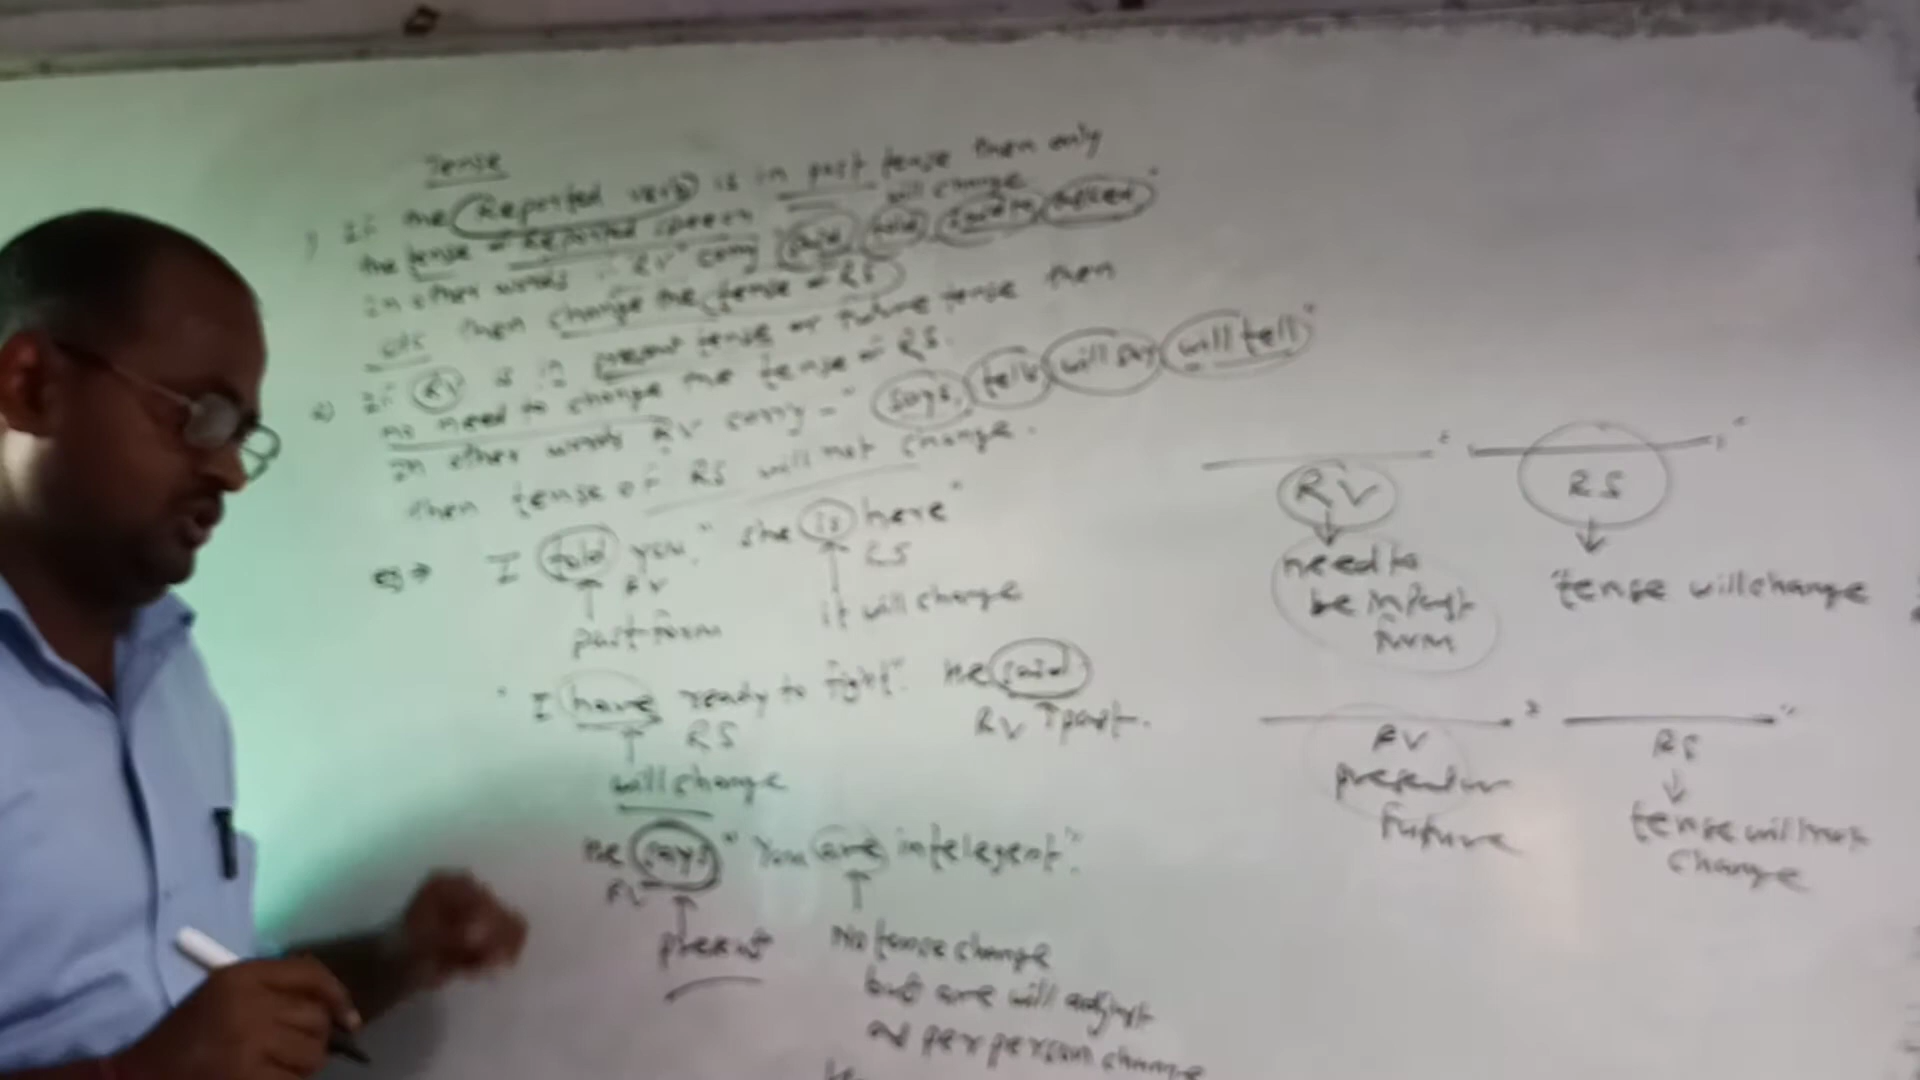 Tense
1) If the Reported verb is in past tense then only
the tense of Reported speech will change
In other words - "RV" carry "said, told, said to, asked"
etc then change the tense of RS
2) If RV is in present tense or Future tense then
no need to change the tense of RS.
In other words RV carry - "says, tells, will say, will tell"
then tense of RS will not change.
eg → I told you, "she is here"
RV RS
past form it will change
"I have ready to fight". he said
RS RV past.
will change
He says "You are intelegent."
RV
present No tense change
but are will adjust
as per person change
RV RS
need to
be in past
form
tense will change
RV RS
present or
Future
tense will not
change